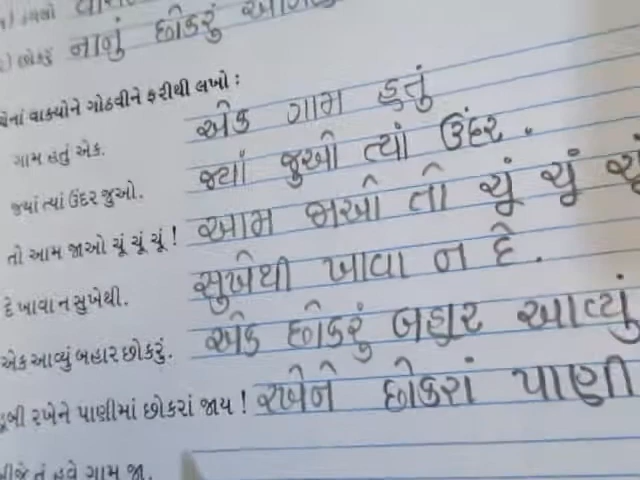 નાનું છોકરું
નાં વાક્યોને ગોઠવીને ફરીથી લખો :
ગામ હતું એક. એક ગામ હતું
જ્યાં ત્યાં ઉંદર જુઓ. જ્યાં જુઓ ત્યાં ઉંદર.
તો આમ જાઓ ચૂં ચૂં ચૂં ! આમ જાઓ તો ચૂં ચૂં ચૂં
દે ખાવા ન સુખેથી. સુખેથી ખાવા ન દે.
એક આવ્યું બહાર છોકરું. એક છોકરું બહાર આવ્યું
રખેને પાણીમાં છોકરાં જાય ! રખેને છોકરાં પાણી
તું હવે ગામ જા.